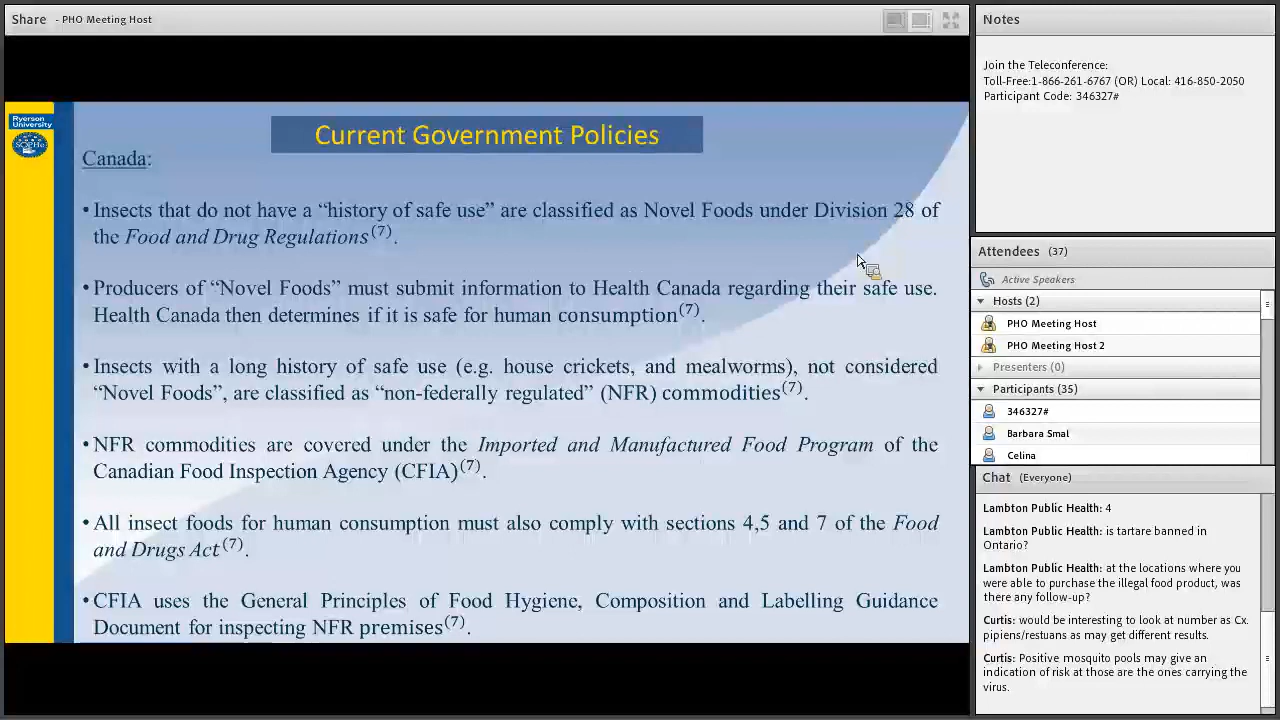 Share - PHO Meeting Host
Ryerson
University
SOPHe
Current Government Policies
Canada:
•Insects that do not have a “history of safe use” are classified as Novel Foods under Division 28 of
the Food and Drug Regulations(7).
•Producers of “Novel Foods” must submit information to Health Canada regarding their safe use.
Health Canada then determines if it is safe for human consumption(7).
•Insects with a long history of safe use (e.g. house crickets, and mealworms), not considered
“Novel Foods”, are classified as “non-federally regulated” (NFR) commodities(7).
•NFR commodities are covered under the Imported and Manufactured Food Program of the
Canadian Food Inspection Agency (CFIA)(7).
•All insect foods for human consumption must also comply with sections 4,5 and 7 of the Food
and Drugs Act(7).
•CFIA uses the General Principles of Food Hygiene, Composition and Labelling Guidance
Document for inspecting NFR premises(7).
Notes
Join the Teleconference:
Toll-Free:1-866-261-6767 (OR) Local: 416-850-2050
Participant Code: 346327#
Attendees (37)
Active Speakers
Hosts (2)
PHO Meeting Host
PHO Meeting Host 2
Presenters (0)
Participants (35)
346327#
Barbara Smal
Celina
Chat (Everyone)
Lambton Public Health: 4
Lambton Public Health: is tartare banned in
Ontario?
Lambton Public Health: at the locations where you
were able to purchase the illegal food product, was
there any follow-up?
Curtis: would be interesting to look at number as Cx.
pipiens/restuans as may get different results.
Curtis: Positive mosquito pools may give an
indication of risk at those are the ones carrying the
virus.